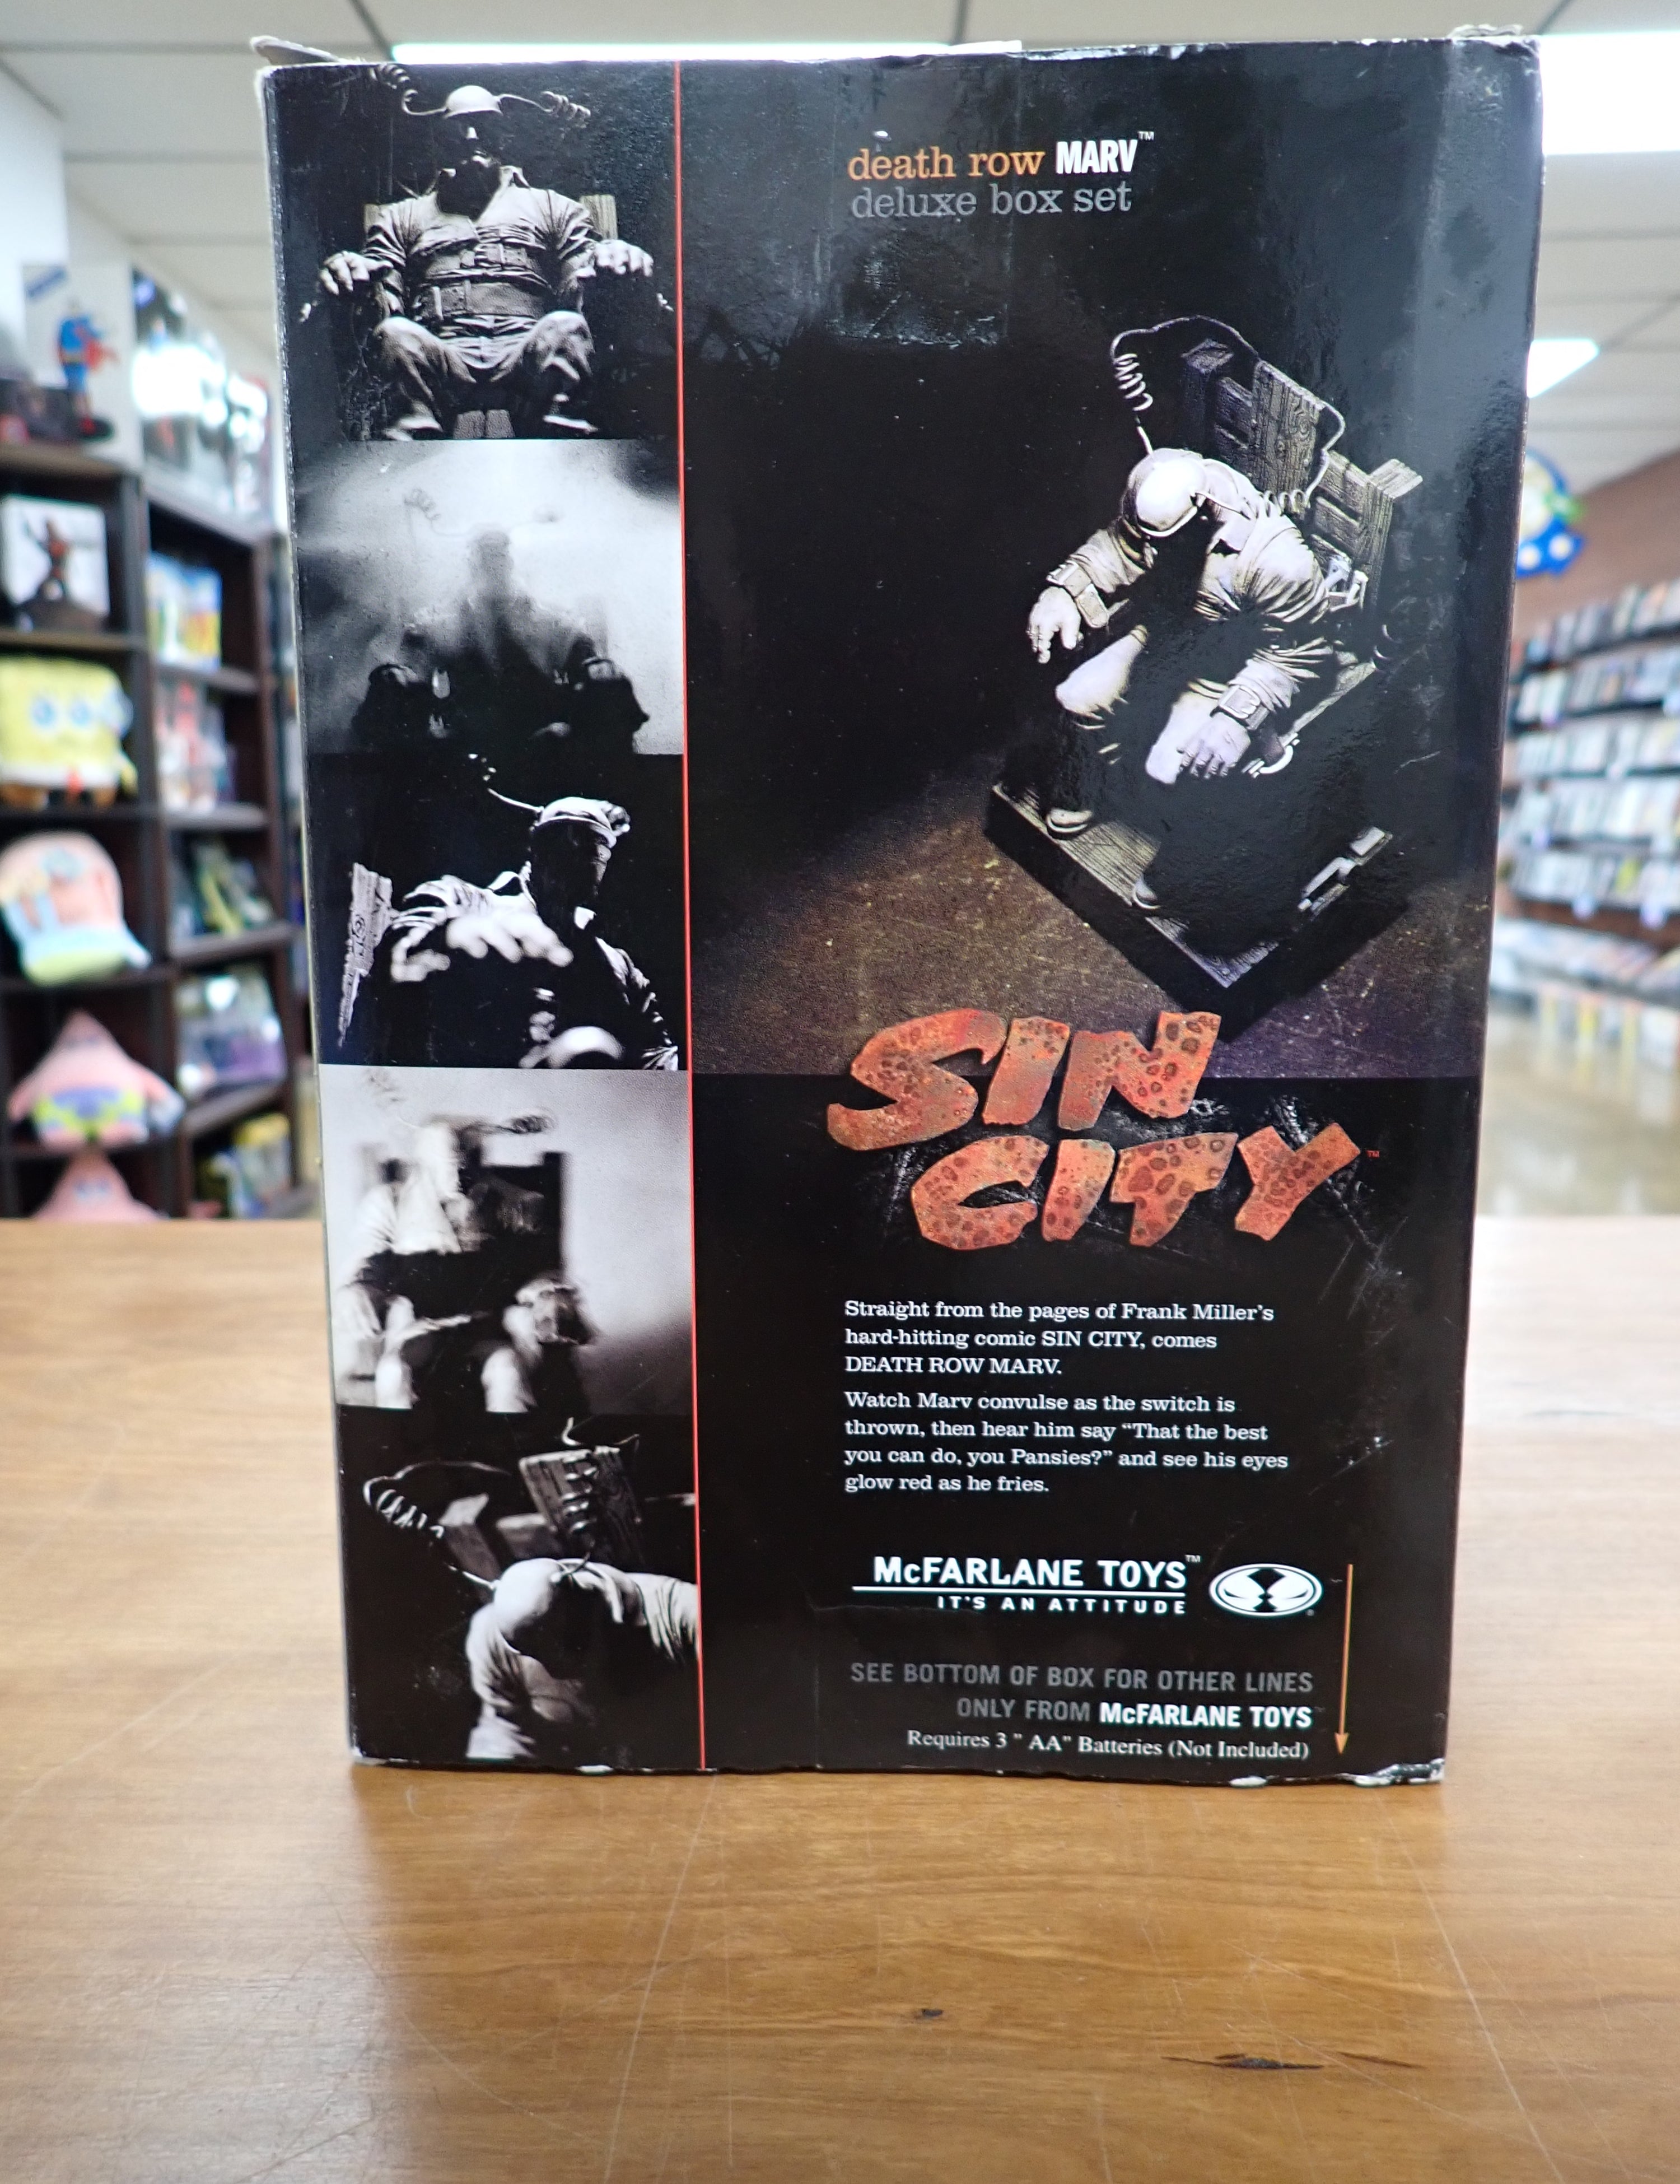 death row MARV™
deluxe box set
SIN
CITY™
Straight from the pages of Frank Miller's
hard-hitting comic SIN CITY, comes
DEATH ROW MARV.
Watch Marv convulse as the switch is
thrown, then hear him say “That the best
you can do, you Pansies?” and see his eyes
glow red as he fries.
McFARLANE TOYS™
IT'S AN ATTITUDE
SEE BOTTOM OF BOX FOR OTHER LINES
ONLY FROM McFARLANE TOYS™
Requires 3 " AA" Batteries (Not Included)